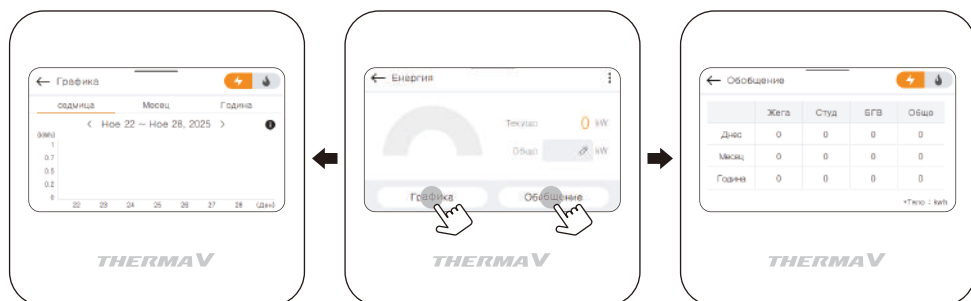 Графика
седмица Месец Година
< Ное 22 ~ Ное 28, 2025 >
(kWh)
1
0.7
0.5
0.2
0
22 23 24 25 26 27 28 (Ден)
THERMAV
Енергия
Текущо 0 kW
Общо kW
Графика Обобщение
THERMAV
Обобщение
Жега Студ БГВ Общо
Днес 0 0 0 0
Месец 0 0 0 0
Година 0 0 0 0
*Тяло : kwh
THERMAV